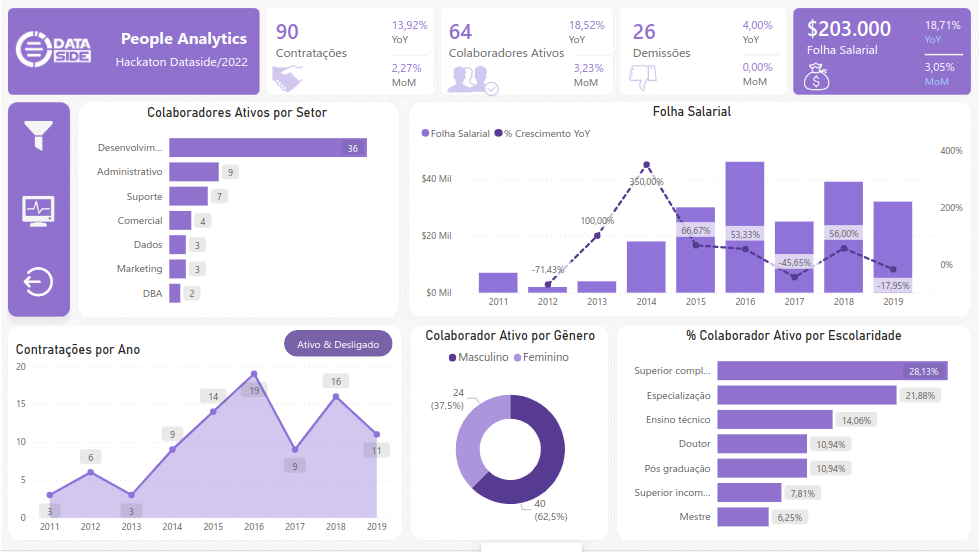 DATA
SIDE
People Analytics
Hackaton Dataside/2022
90
Contratações
13,92%
YoY
2,27%
MoM
64
Colaboradores Ativos
18,52%
YoY
3,23%
MoM
26
Demissões
4,00%
YoY
0,00%
MoM
$203.000
Folha Salarial
18,71%
YoY
3,05%
MoM
$
Colaboradores Ativos por Setor
Desenvolvim... 36
Administrativo 9
Suporte 7
Comercial 4
Dados 3
Marketing 3
DBA 2
Folha Salarial
Folha Salarial % Crescimento YoY
$40 Mil
$20 Mil
$0 Mil
400%
200%
0%
-71,43%
100,00%
350,00%
66,67%
53,33%
-45,65%
56,00%
-17,95%
2011 2012 2013 2014 2015 2016 2017 2018 2019
Contratações por Ano
Ativo & Desligado
20
15
10
5
0
3
6
3
9
14
19
9
16
11
2011 2012 2013 2014 2015 2016 2017 2018 2019
Colaborador Ativo por Gênero
Masculino Feminino
24
(37,5%)
40
(62,5%)
% Colaborador Ativo por Escolaridade
Superior compl... 28,13%
Especialização 21,88%
Ensino técnico 14,06%
Doutor 10,94%
Pós graduação 10,94%
Superior incom... 7,81%
Mestre 6,25%